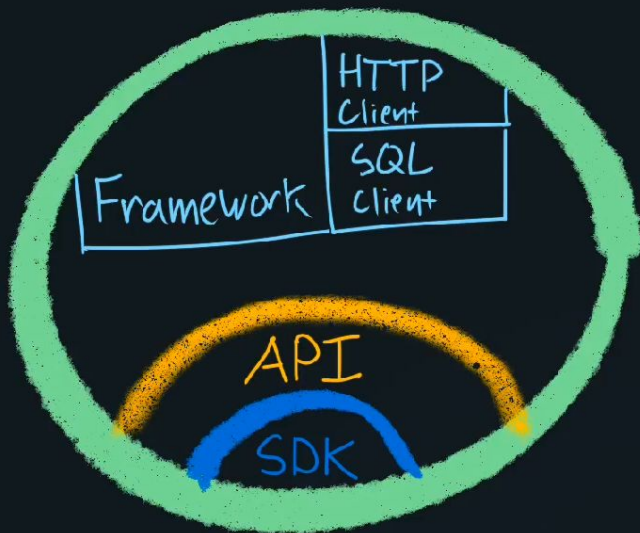 HTTP
Client
SQL
Client
Framework
API
SDK